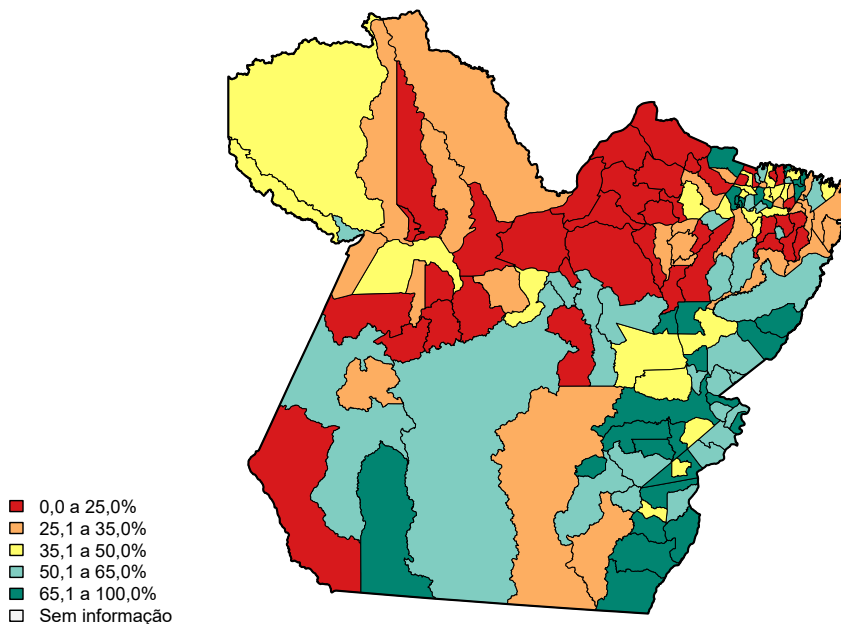 0,0 a 25,0%
25,1 a 35,0%
35,1 a 50,0%
50,1 a 65,0%
65,1 a 100,0%
Sem informação